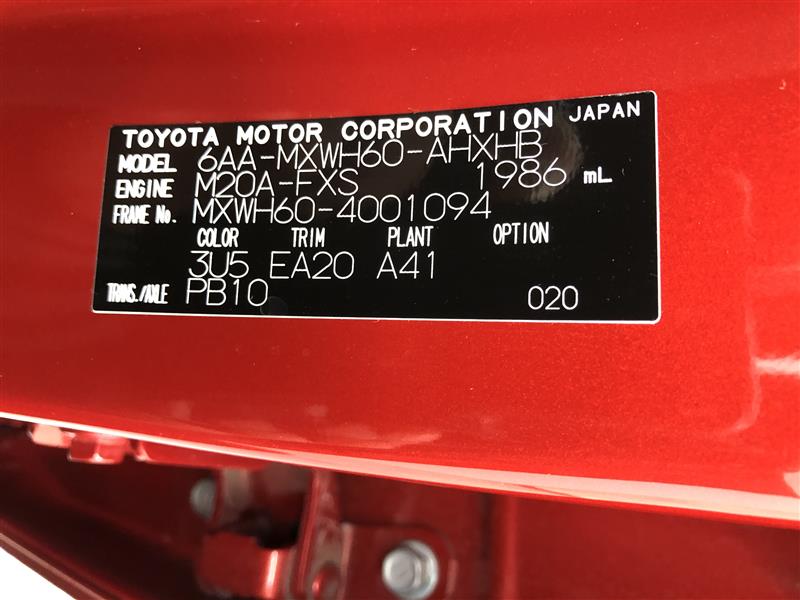 TOYOTA MOTOR CORPORATION JAPAN
MODEL 6AA-MXWH60-AHXHB
ENGINE M20A-FXS 1986 mL
FRAME No. MXWH60-4001094
COLOR TRIM PLANT OPTION
3U5 EA20 A41
TRANS./AXLE PB10 020